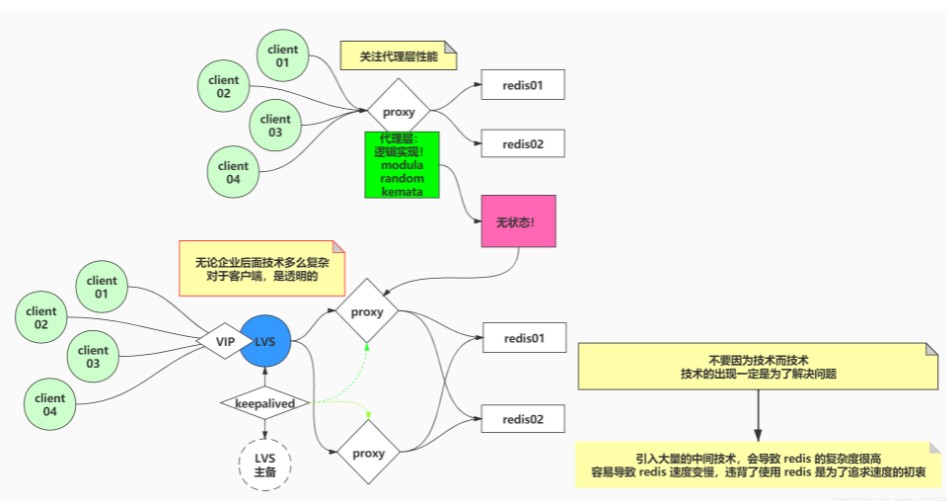 client
01
client
02
client
03
client
04
关注代理层性能
proxy
代理层：
逻辑实现！
modula
random
kemata
redis01
redis02
无状态！
无论企业后面技术多么复杂
对于客户端，是透明的
client
01
client
02
client
03
client
04
VIP
LVS
keepalived
LVS
主备
proxy
proxy
redis01
redis02
不要因为技术而技术
技术的出现一定是为了解决问题
引入大量的中间技术，会导致 redis 的复杂度很高
容易导致 redis 速度变慢，违背了使用 redis 是为了追求速度的初衷